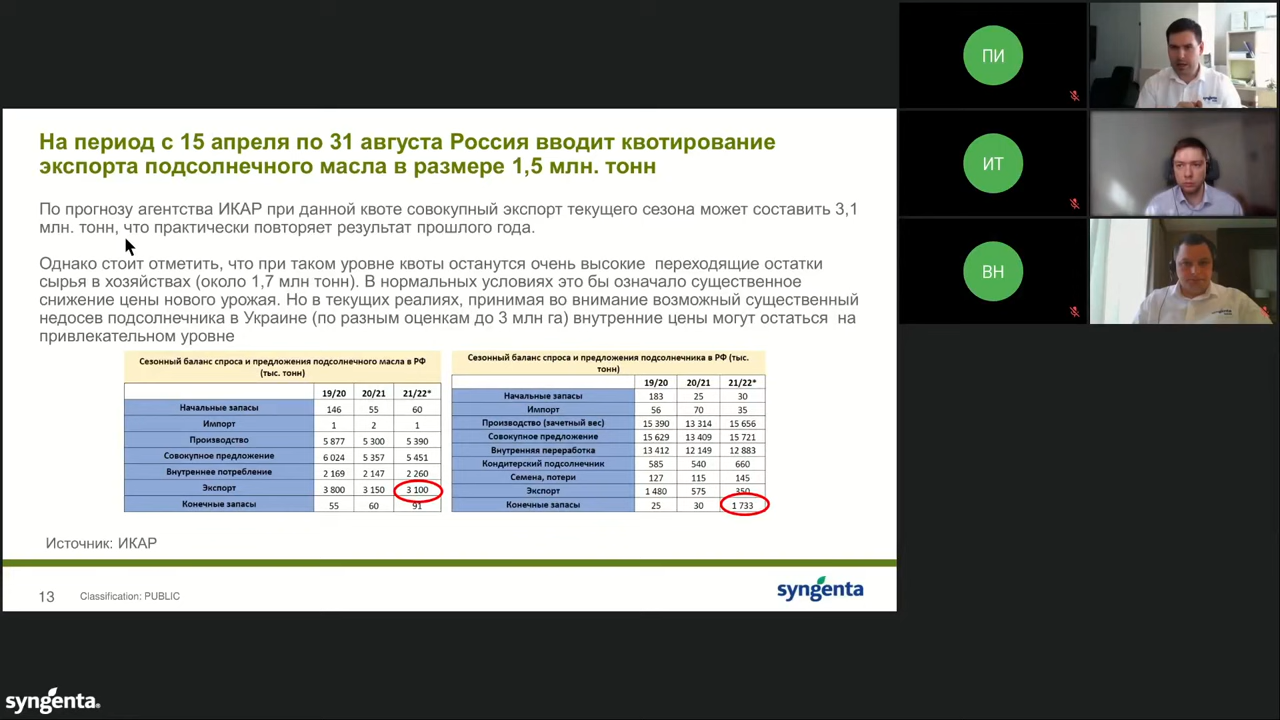 На период с 15 апреля по 31 августа Россия вводит квотирование
экспорта подсолнечного масла в размере 1,5 млн. тонн
По прогнозу агентства ИКАР при данной квоте совокупный экспорт текущего сезона может составить 3,1
млн. тонн, что практически повторяет результат прошлого года.
Однако стоит отметить, что при таком уровне квоты останутся очень высокие переходящие остатки
сырья в хозяйствах (около 1,7 млн тонн). В нормальных условиях это бы означало существенное
снижение цены нового урожая. Но в текущих реалиях, принимая во внимание возможный существенный
недосев подсолнечника в Украине (по разным оценкам до 3 млн га) внутренние цены могут остаться на
привлекательном уровне
Сезонный баланс спроса и предложения подсолнечного масла в РФ
(тыс. тонн)
19/20 20/21 21/22*
Начальные запасы 146 55 60
Импорт 1 2 1
Производство 5 877 5 300 5 390
Совокупное предложение 6 024 5 357 5 451
Внутреннее потребление 2 169 2 147 2 260
Экспорт 3 800 3 150 3 100
Конечные запасы 55 60 91
Сезонный баланс спроса и предложения подсолнечника в РФ (тыс.
тонн)
19/20 20/21 21/22*
Начальные запасы 183 25 30
Импорт 56 70 35
Производство (зачетный вес) 15 390 13 314 15 656
Совокупное предложение 15 629 13 409 15 721
Внутренняя переработка 13 412 12 149 12 883
Кондитерский подсолнечник 585 540 660
Семена, потери 127 115 145
Экспорт 1 480 575 350
Конечные запасы 25 30 1 733
Источник: ИКАР
13 Classification: PUBLIC
syngenta
syngenta
ПИ
syngenta
ИТ
ВН